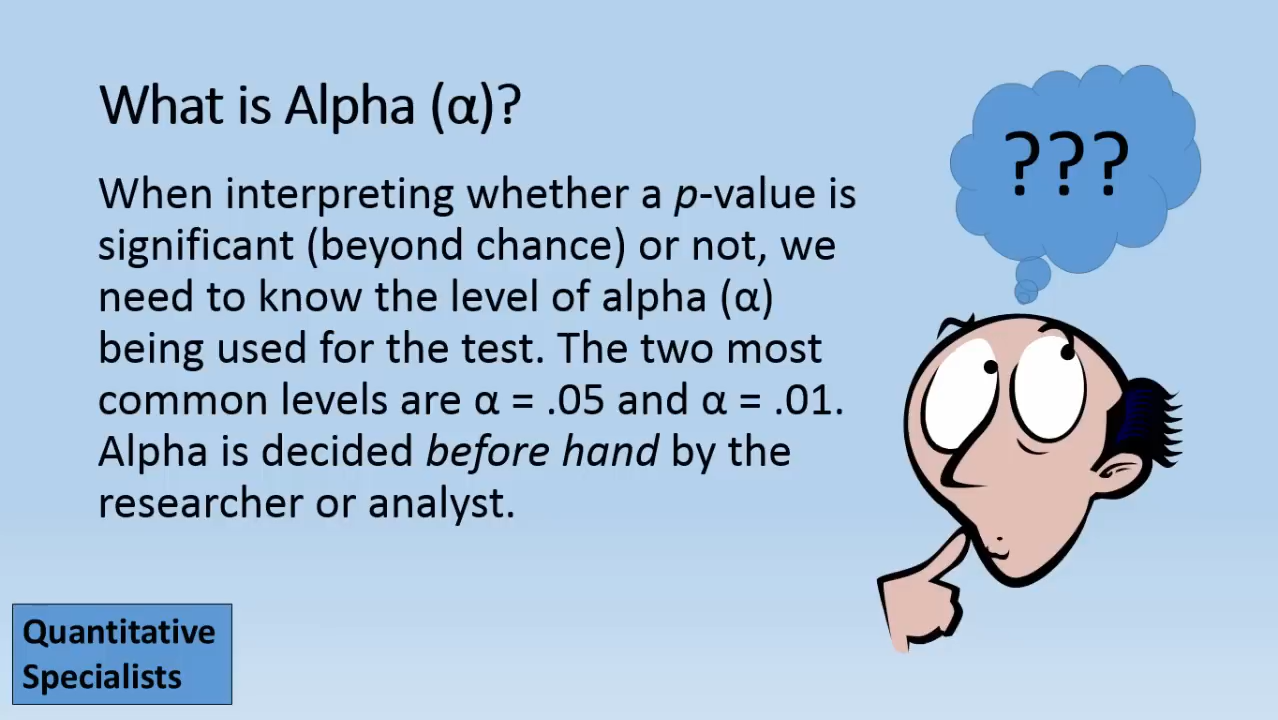 What is Alpha (α)?
???
When interpreting whether a p-value is
significant (beyond chance) or not, we
need to know the level of alpha (α)
being used for the test. The two most
common levels are α = .05 and α = .01.
Alpha is decided before hand by the
researcher or analyst.
Quantitative
Specialists